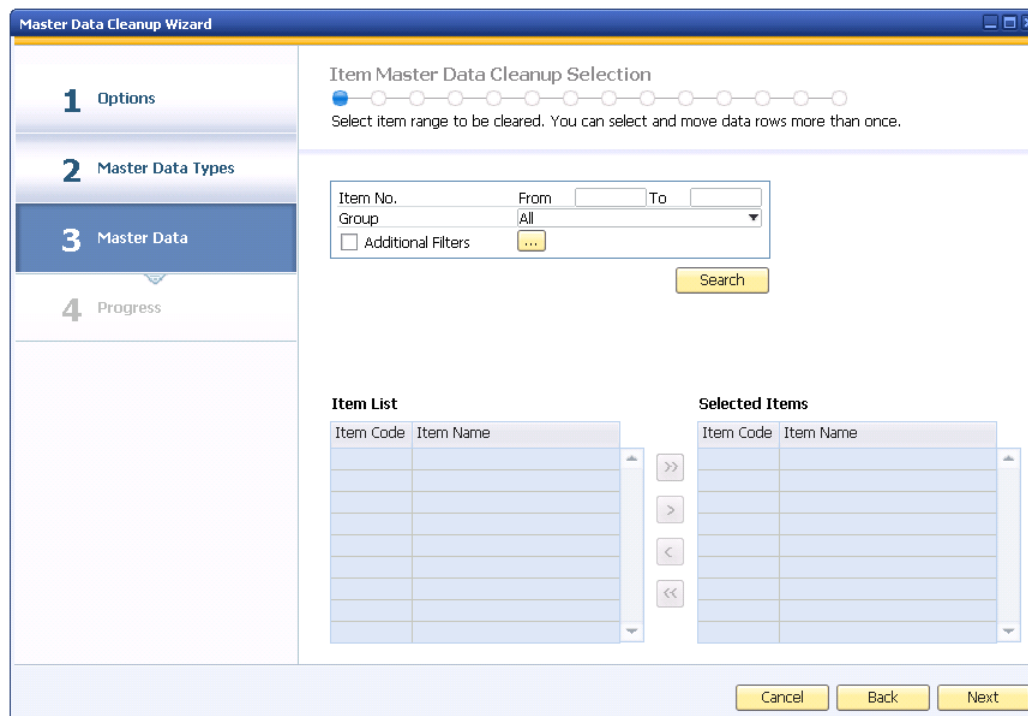 Master Data Cleanup Wizard
1 Options
2 Master Data Types
3 Master Data
4 Progress
Item Master Data Cleanup Selection
Select item range to be cleared. You can select and move data rows more than once.
Item No. From To
Group All
Additional Filters ...
Search
Item List
Item Code Item Name
>>
>
<
<<
Selected Items
Item Code Item Name
Cancel Back Next